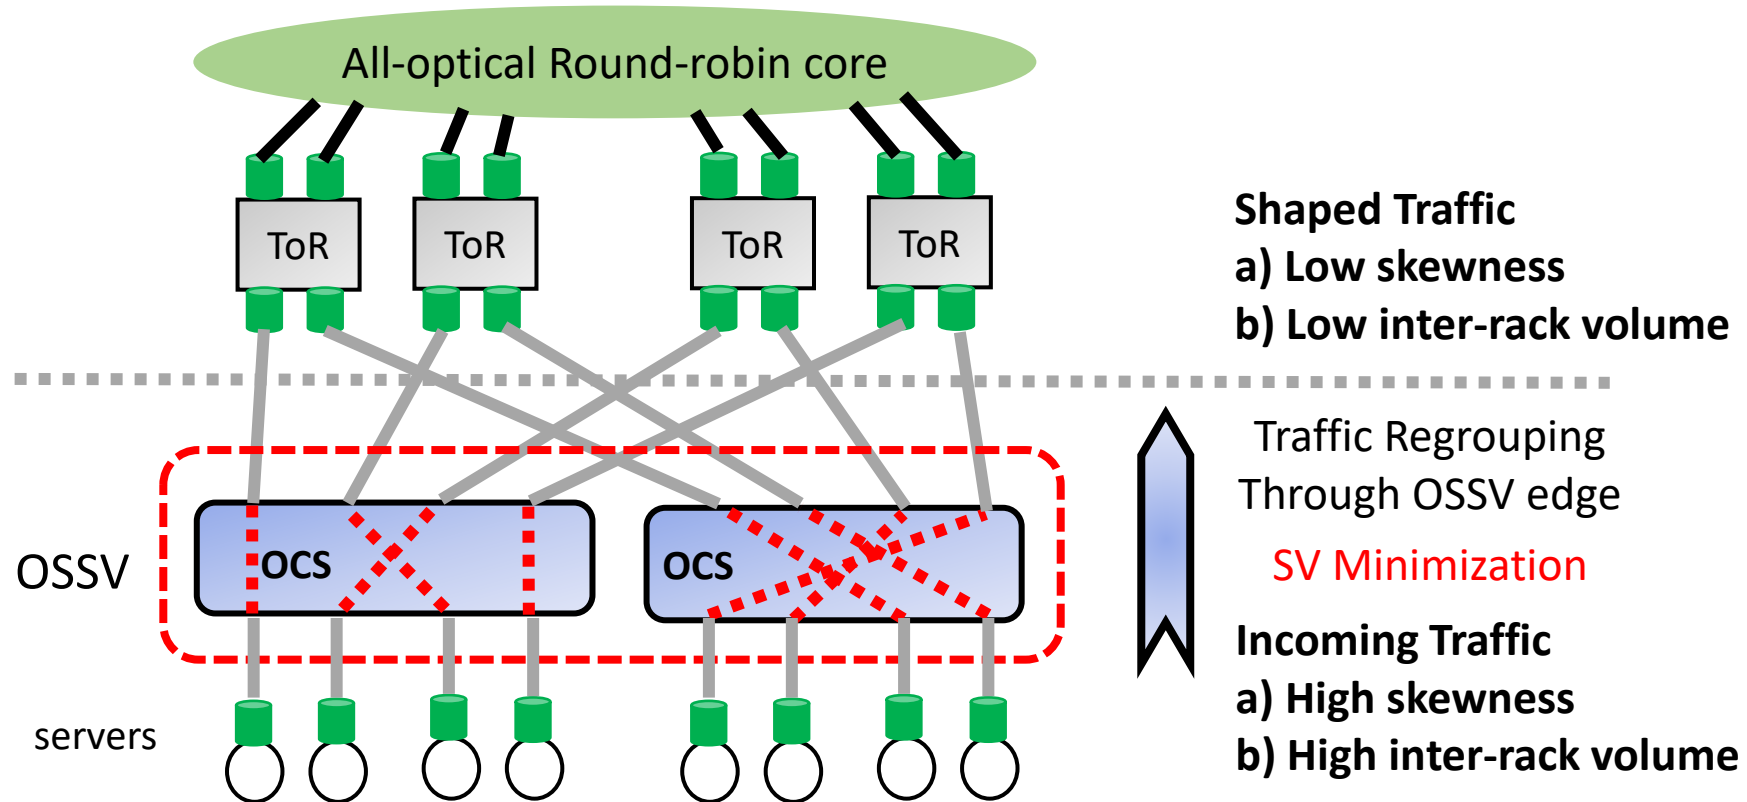 All-optical Round-robin core
ToR
ToR
ToR
ToR
Shaped Traffic
a) Low skewness
b) Low inter-rack volume
Traffic Regrouping
Through OSSV edge
SV Minimization
OSSV
OCS
OCS
Incoming Traffic
a) High skewness
b) High inter-rack volume
servers